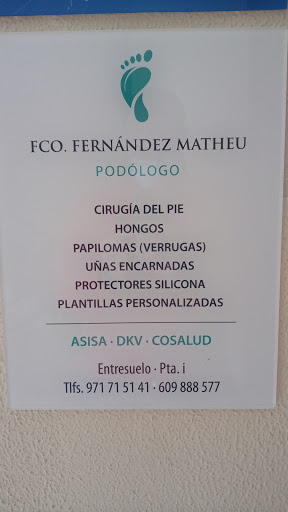 FCO. FERNÁNDEZ MATHEU
PODÓLOGO
CIRUGÍA DEL PIE
HONGOS
PAPILOMAS (VERRUGAS)
UÑAS ENCARNADAS
PROTECTORES SILICONA
PLANTILLAS PERSONALIZADAS
ASISA · DKV · COSALUD
Entresuelo · Pta. i
Tlfs. 971 71 51 41 · 609 888 577